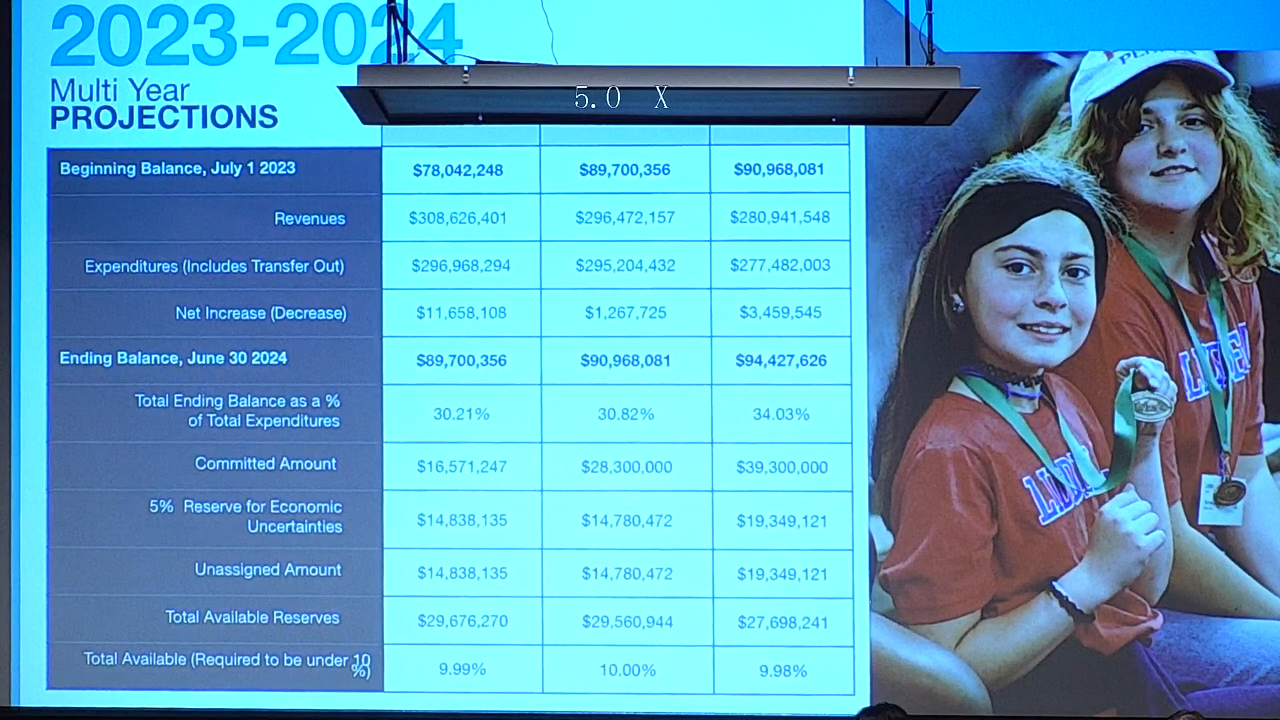 2023-2024
Multi Year
PROJECTIONS
5.0 X
Beginning Balance, July 1 2023 $78,042,248 $89,700,356 $90,968,081
Revenues $308,626,401 $296,472,157 $280,941,548
Expenditures (Includes Transfer Out) $296,968,294 $295,204,432 $277,482,003
Net Increase (Decrease) $11,658,108 $1,267,725 $3,459,545
Ending Balance, June 30 2024 $89,700,356 $90,968,081 $94,427,626
Total Ending Balance as a %
of Total Expenditures 30.21% 30.82% 34.03%
Committed Amount $16,571,247 $28,300,000 $39,300,000
5% Reserve for Economic
Uncertainties $14,838,135 $14,780,472 $19,349,121
Unassigned Amount $14,838,135 $14,780,472 $19,349,121
Total Available Reserves $29,676,270 $29,560,944 $27,698,241
Total Available (Required to be under 10
%) 9.99% 10.00% 9.98%